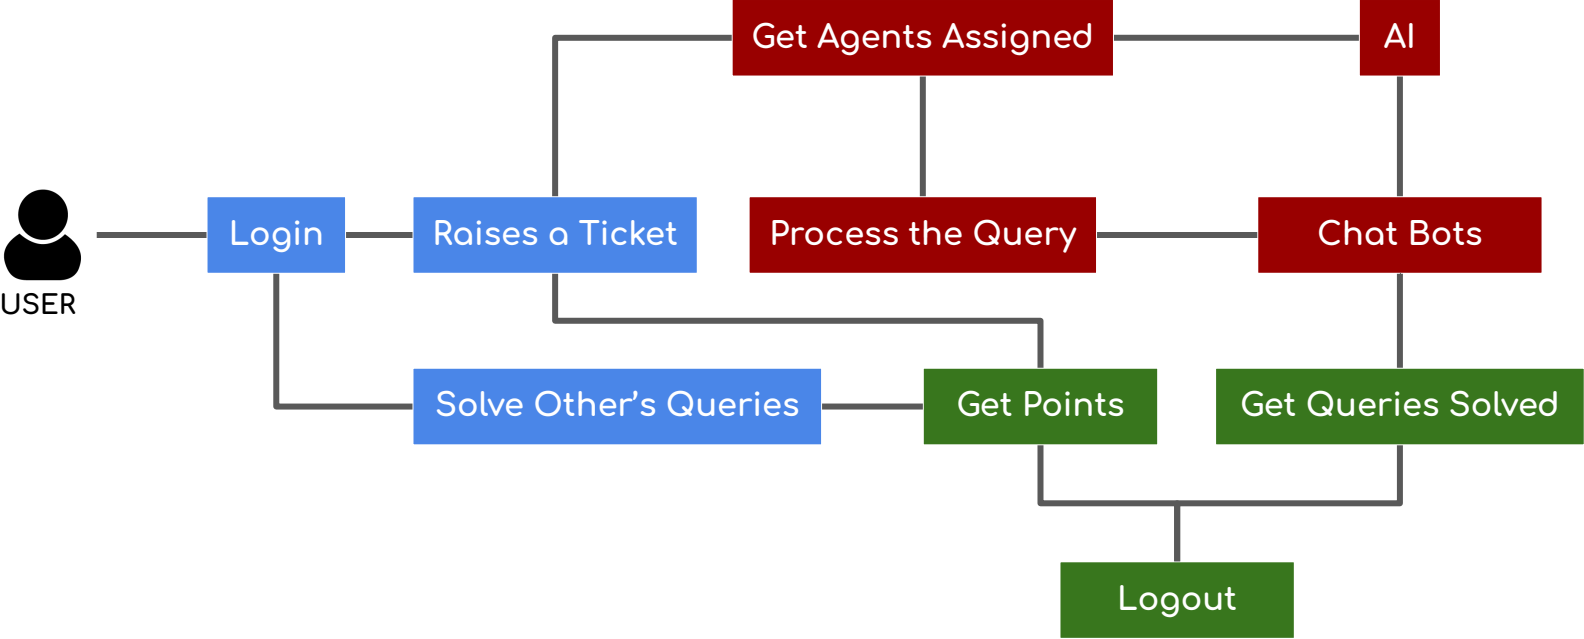 Get Agents Assigned
AI
Login
Raises a Ticket
Process the Query
Chat Bots
USER
Solve Other’s Queries
Get Points
Get Queries Solved
Logout